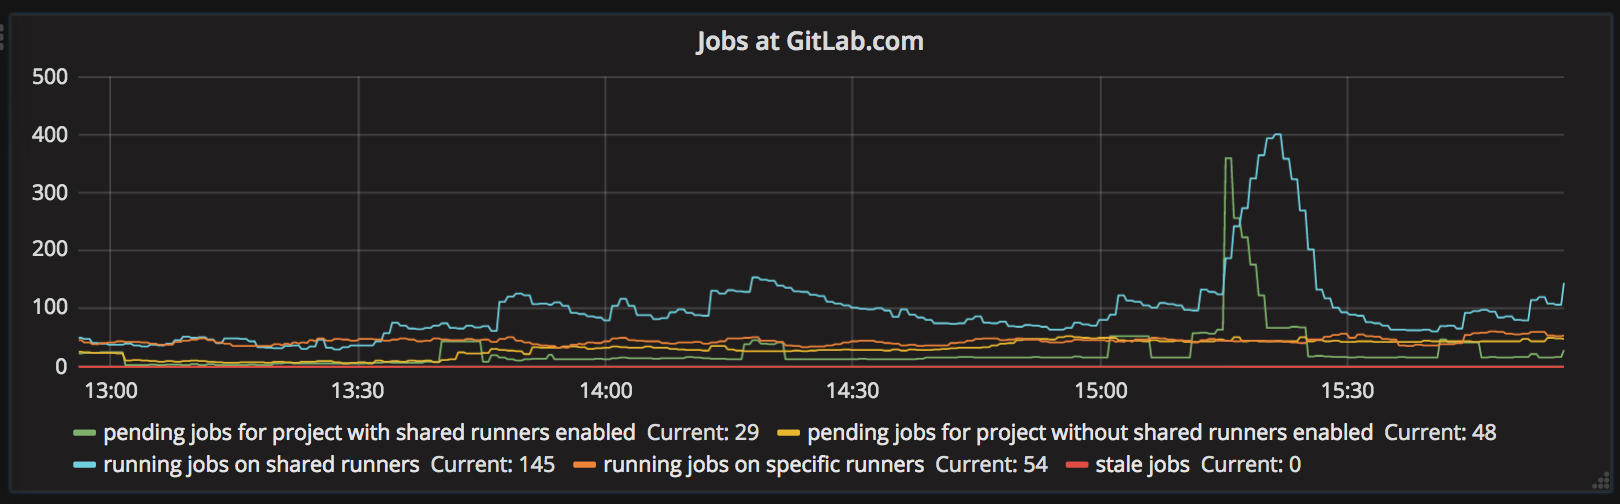 Jobs at GitLab.com
500
400
300
200
100
0
13:00 13:30 14:00 14:30 15:00 15:30
pending jobs for project with shared runners enabled Current: 29 pending jobs for project without shared runners enabled Current: 48
running jobs on shared runners Current: 145 running jobs on specific runners Current: 54 stale jobs Current: 0